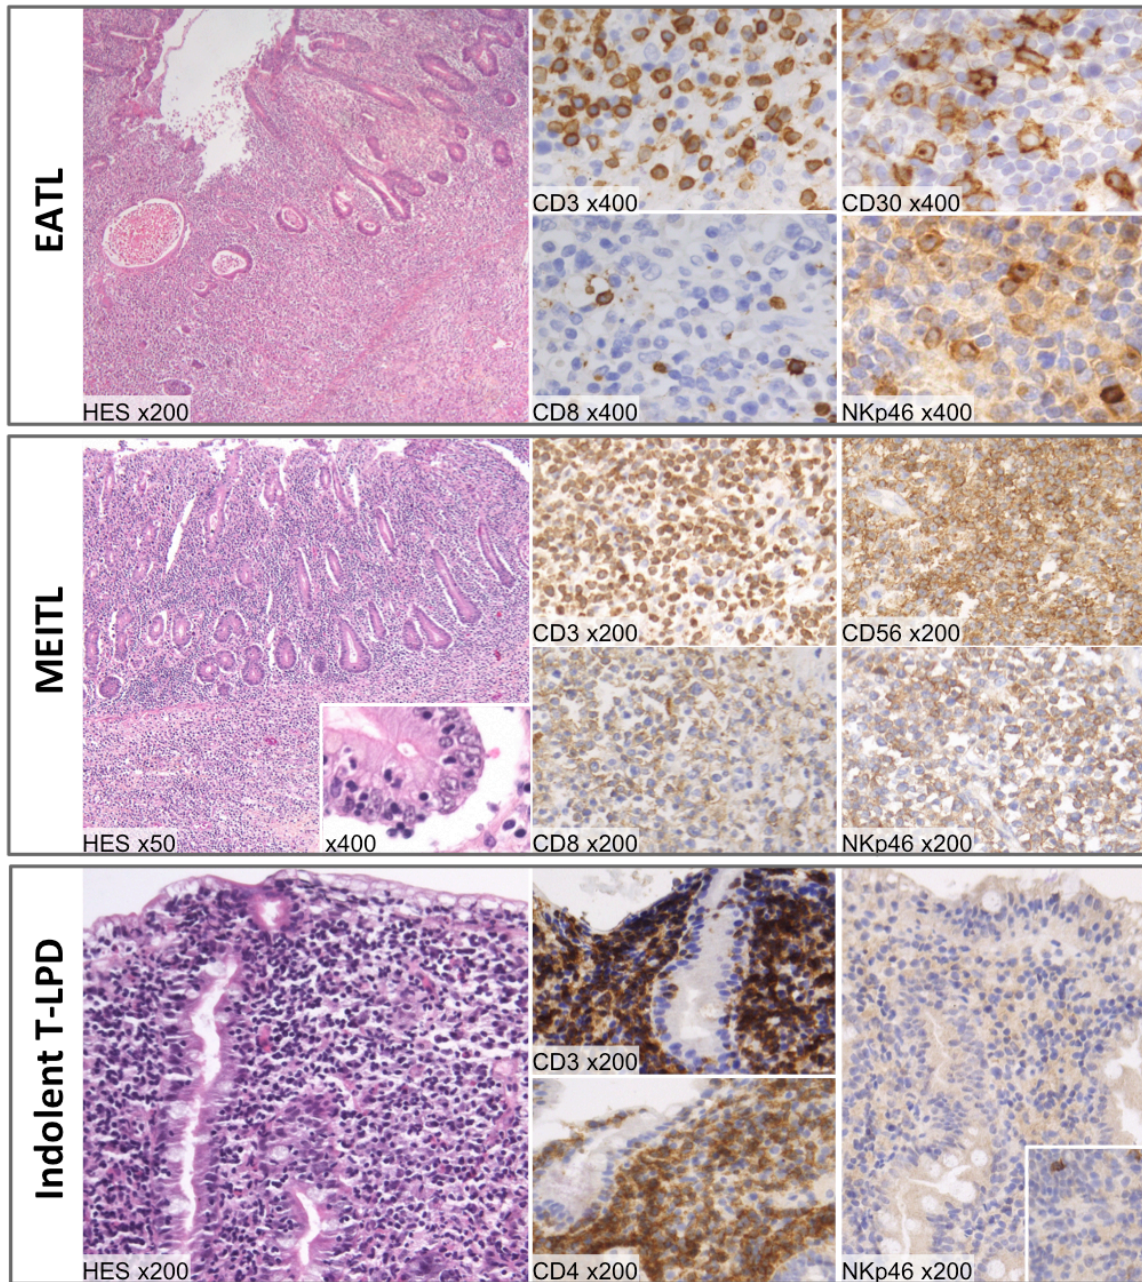 EATL
HES x200
CD3 x400
CD30 x400
CD8 x400
NKp46 x400
MEITL
HES x50
x400
CD3 x200
CD56 x200
CD8 x200
NKp46 x200
Indolent T-LPD
HES x200
CD3 x200
CD4 x200
NKp46 x200